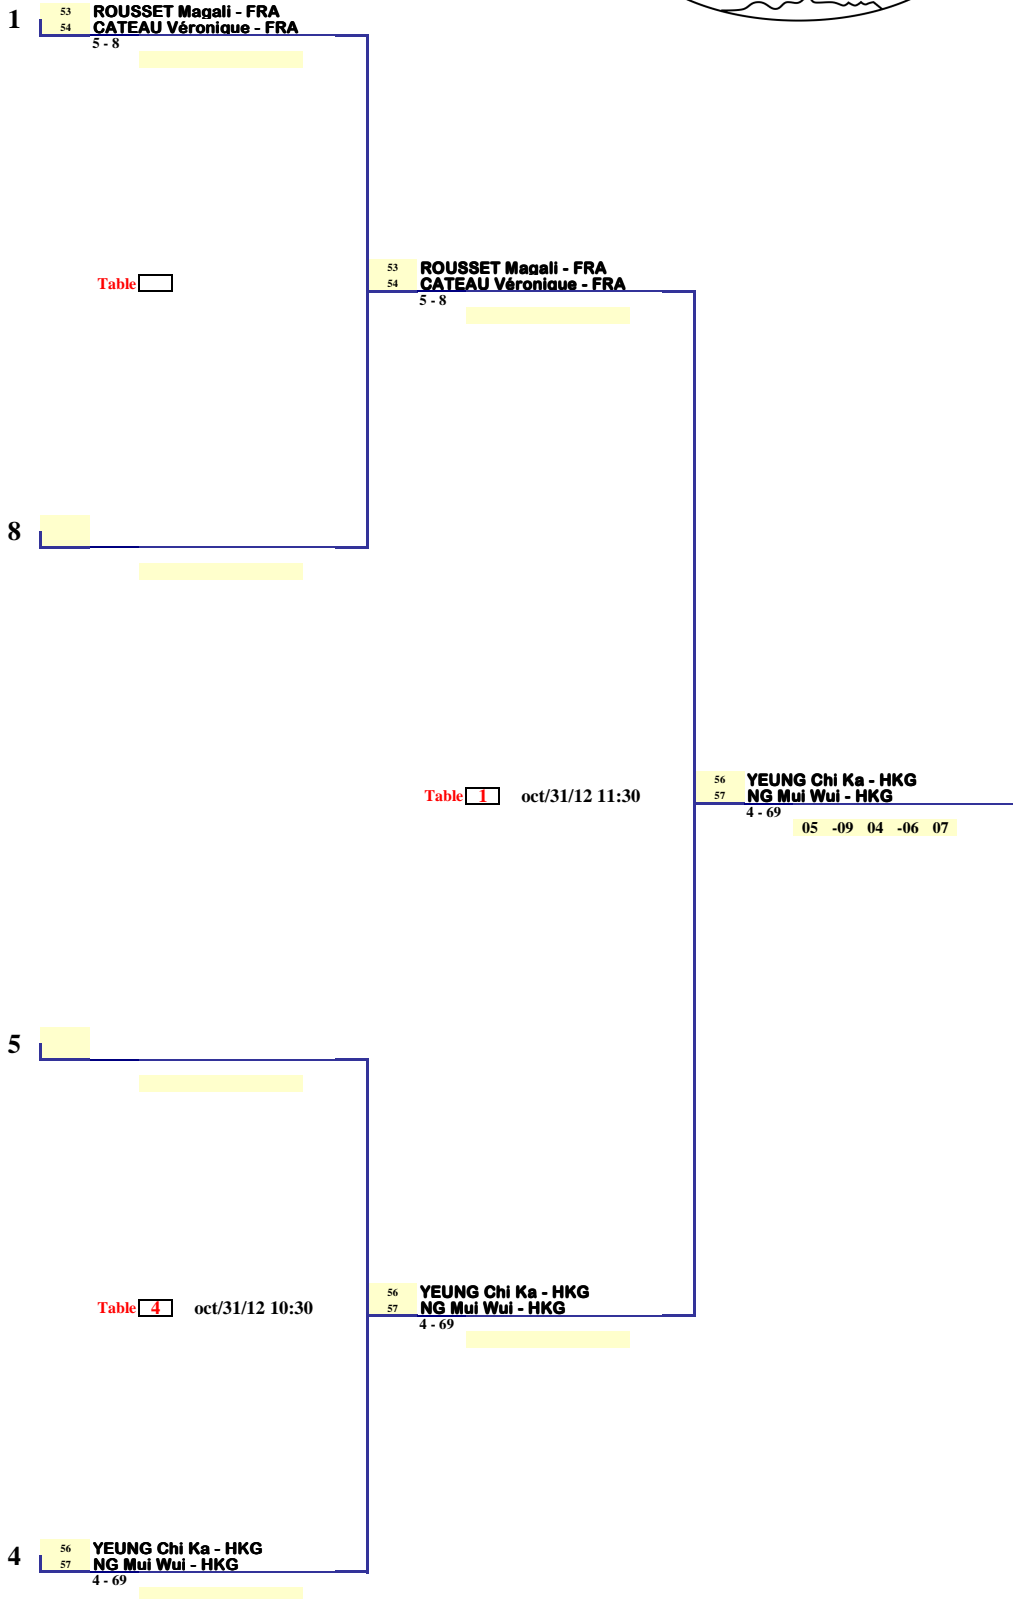 1 53 ROUSSET Magali - FRA
54 CATEAU Véronique - FRA
5 - 8
Table
53 ROUSSET Magali - FRA
54 CATEAU Véronique - FRA
5 - 8
8
Table 1 oct/31/12 11:30
56 YEUNG Chi Ka - HKG
57 NG Mui Wui - HKG
4 - 69
05 -09 04 -06 07
5
Table 4 oct/31/12 10:30
56 YEUNG Chi Ka - HKG
57 NG Mui Wui - HKG
4 - 69
4 56 YEUNG Chi Ka - HKG
57 NG Mui Wui - HKG
4 - 69